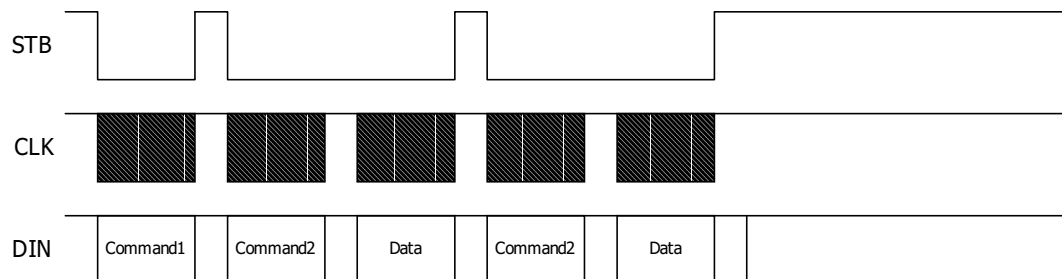 STB
CLK
DIN Command1 Command2 Data Command2 Data